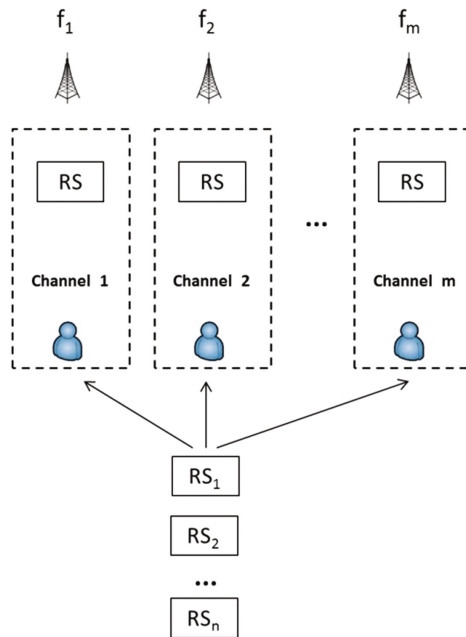 f₁ f₂ fₘ
RS RS RS
...
Channel 1 Channel 2 Channel m
RS₁
RS₂
...
RSₙ